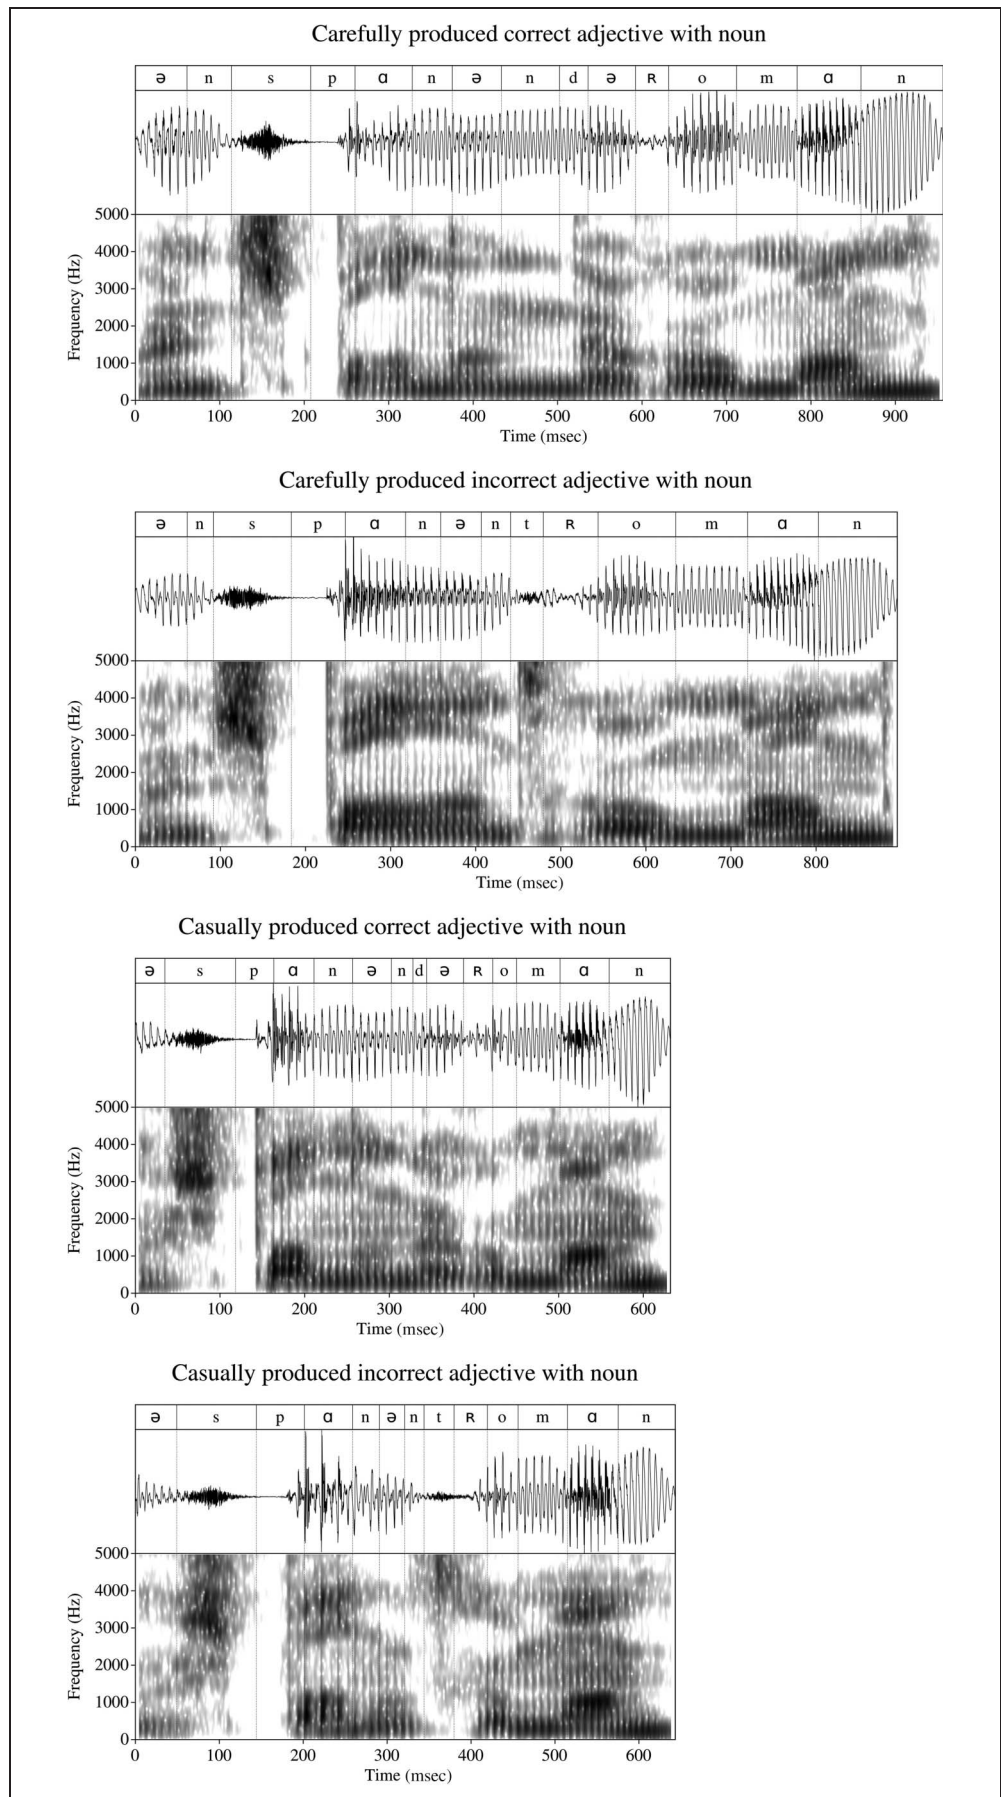 Carefully produced correct adjective with noun
ə n s p ɑ n ə n d ə ʀ o m ɑ n
5000
4000
3000
2000
1000
0
Frequency (Hz)
0 100 200 300 400 500 600 700 800 900
Time (msec)
Carefully produced incorrect adjective with noun
ə n s p ɑ n ə n t ʀ o m ɑ n
5000
4000
3000
2000
1000
0
Frequency (Hz)
0 100 200 300 400 500 600 700 800
Time (msec)
Casually produced correct adjective with noun
ə s p ɑ n ə n d ə ʀ o m ɑ n
5000
4000
3000
2000
1000
0
Frequency (Hz)
0 100 200 300 400 500 600
Time (msec)
Casually produced incorrect adjective with noun
ə s p ɑ n ə n t ʀ o m ɑ n
5000
4000
3000
2000
1000
0
Frequency (Hz)
0 100 200 300 400 500 600
Time (msec)